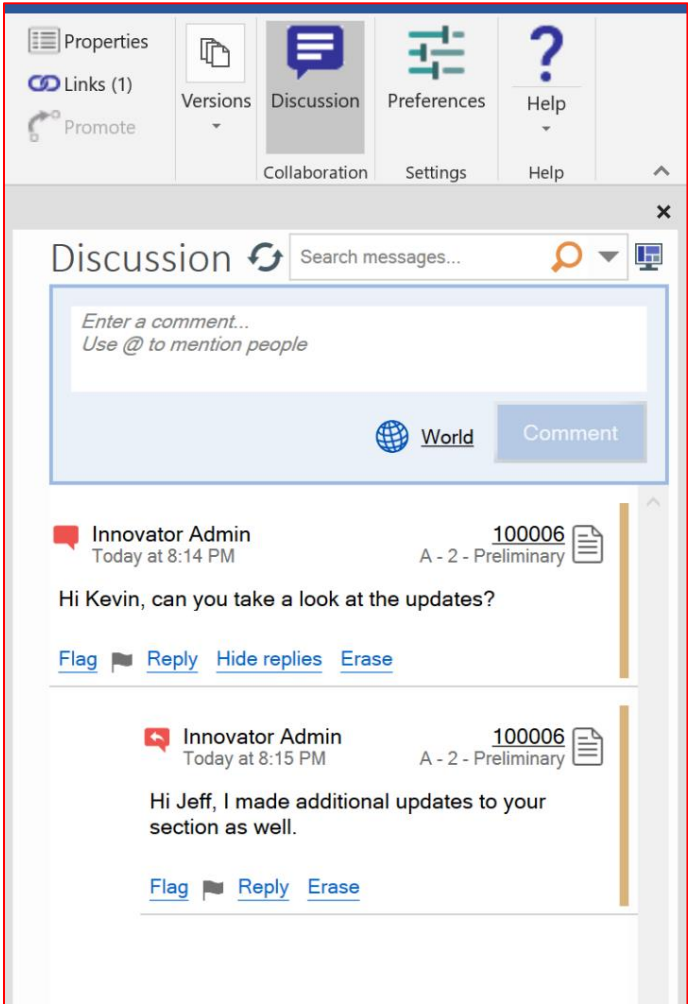 Properties
Links (1)
Promote
Versions
Discussion
Preferences
Help
Collaboration
Settings
Help
Discussion
Search messages...
Enter a comment...
Use @ to mention people
World
Comment
Innovator Admin
100006
Today at 8:14 PM
A - 2 - Preliminary
Hi Kevin, can you take a look at the updates?
Flag Reply Hide replies Erase
Innovator Admin
100006
Today at 8:15 PM
A - 2 - Preliminary
Hi Jeff, I made additional updates to your
section as well.
Flag Reply Erase